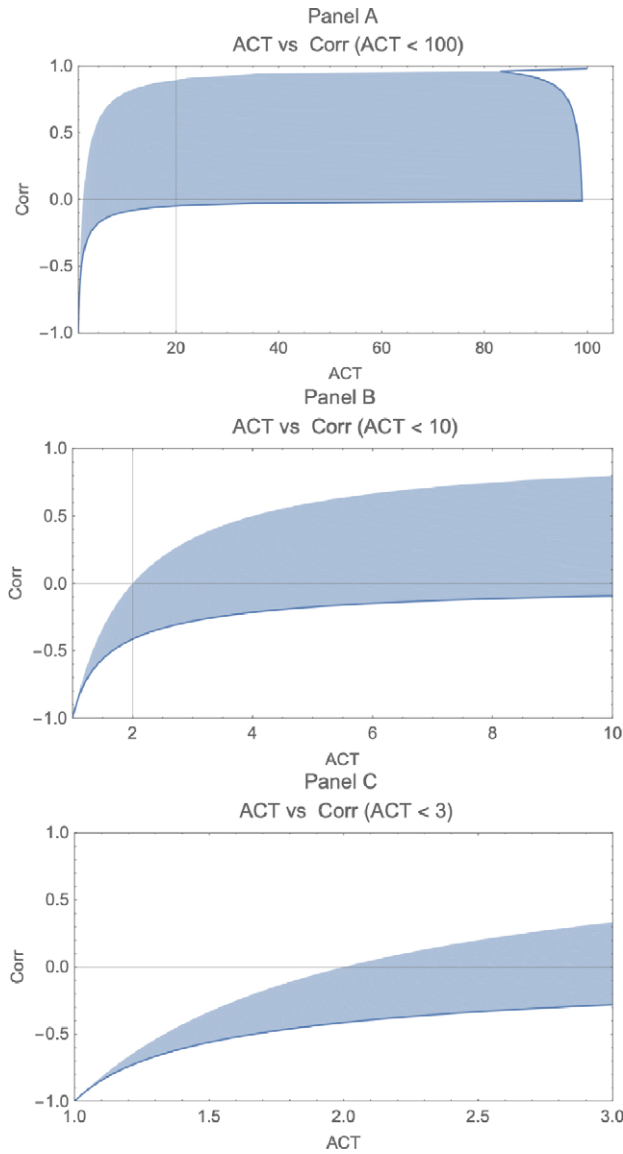 Panel A
ACT vs Corr (ACT < 100)
1.0
0.5
0.0
−0.5
−1.0
Corr
20 40 60 80 100
ACT
Panel B
ACT vs Corr (ACT < 10)
1.0
0.5
0.0
−0.5
−1.0
Corr
2 4 6 8 10
ACT
Panel C
ACT vs Corr (ACT < 3)
1.0
0.5
0.0
−0.5
−1.0
Corr
1.0 1.5 2.0 2.5 3.0
ACT